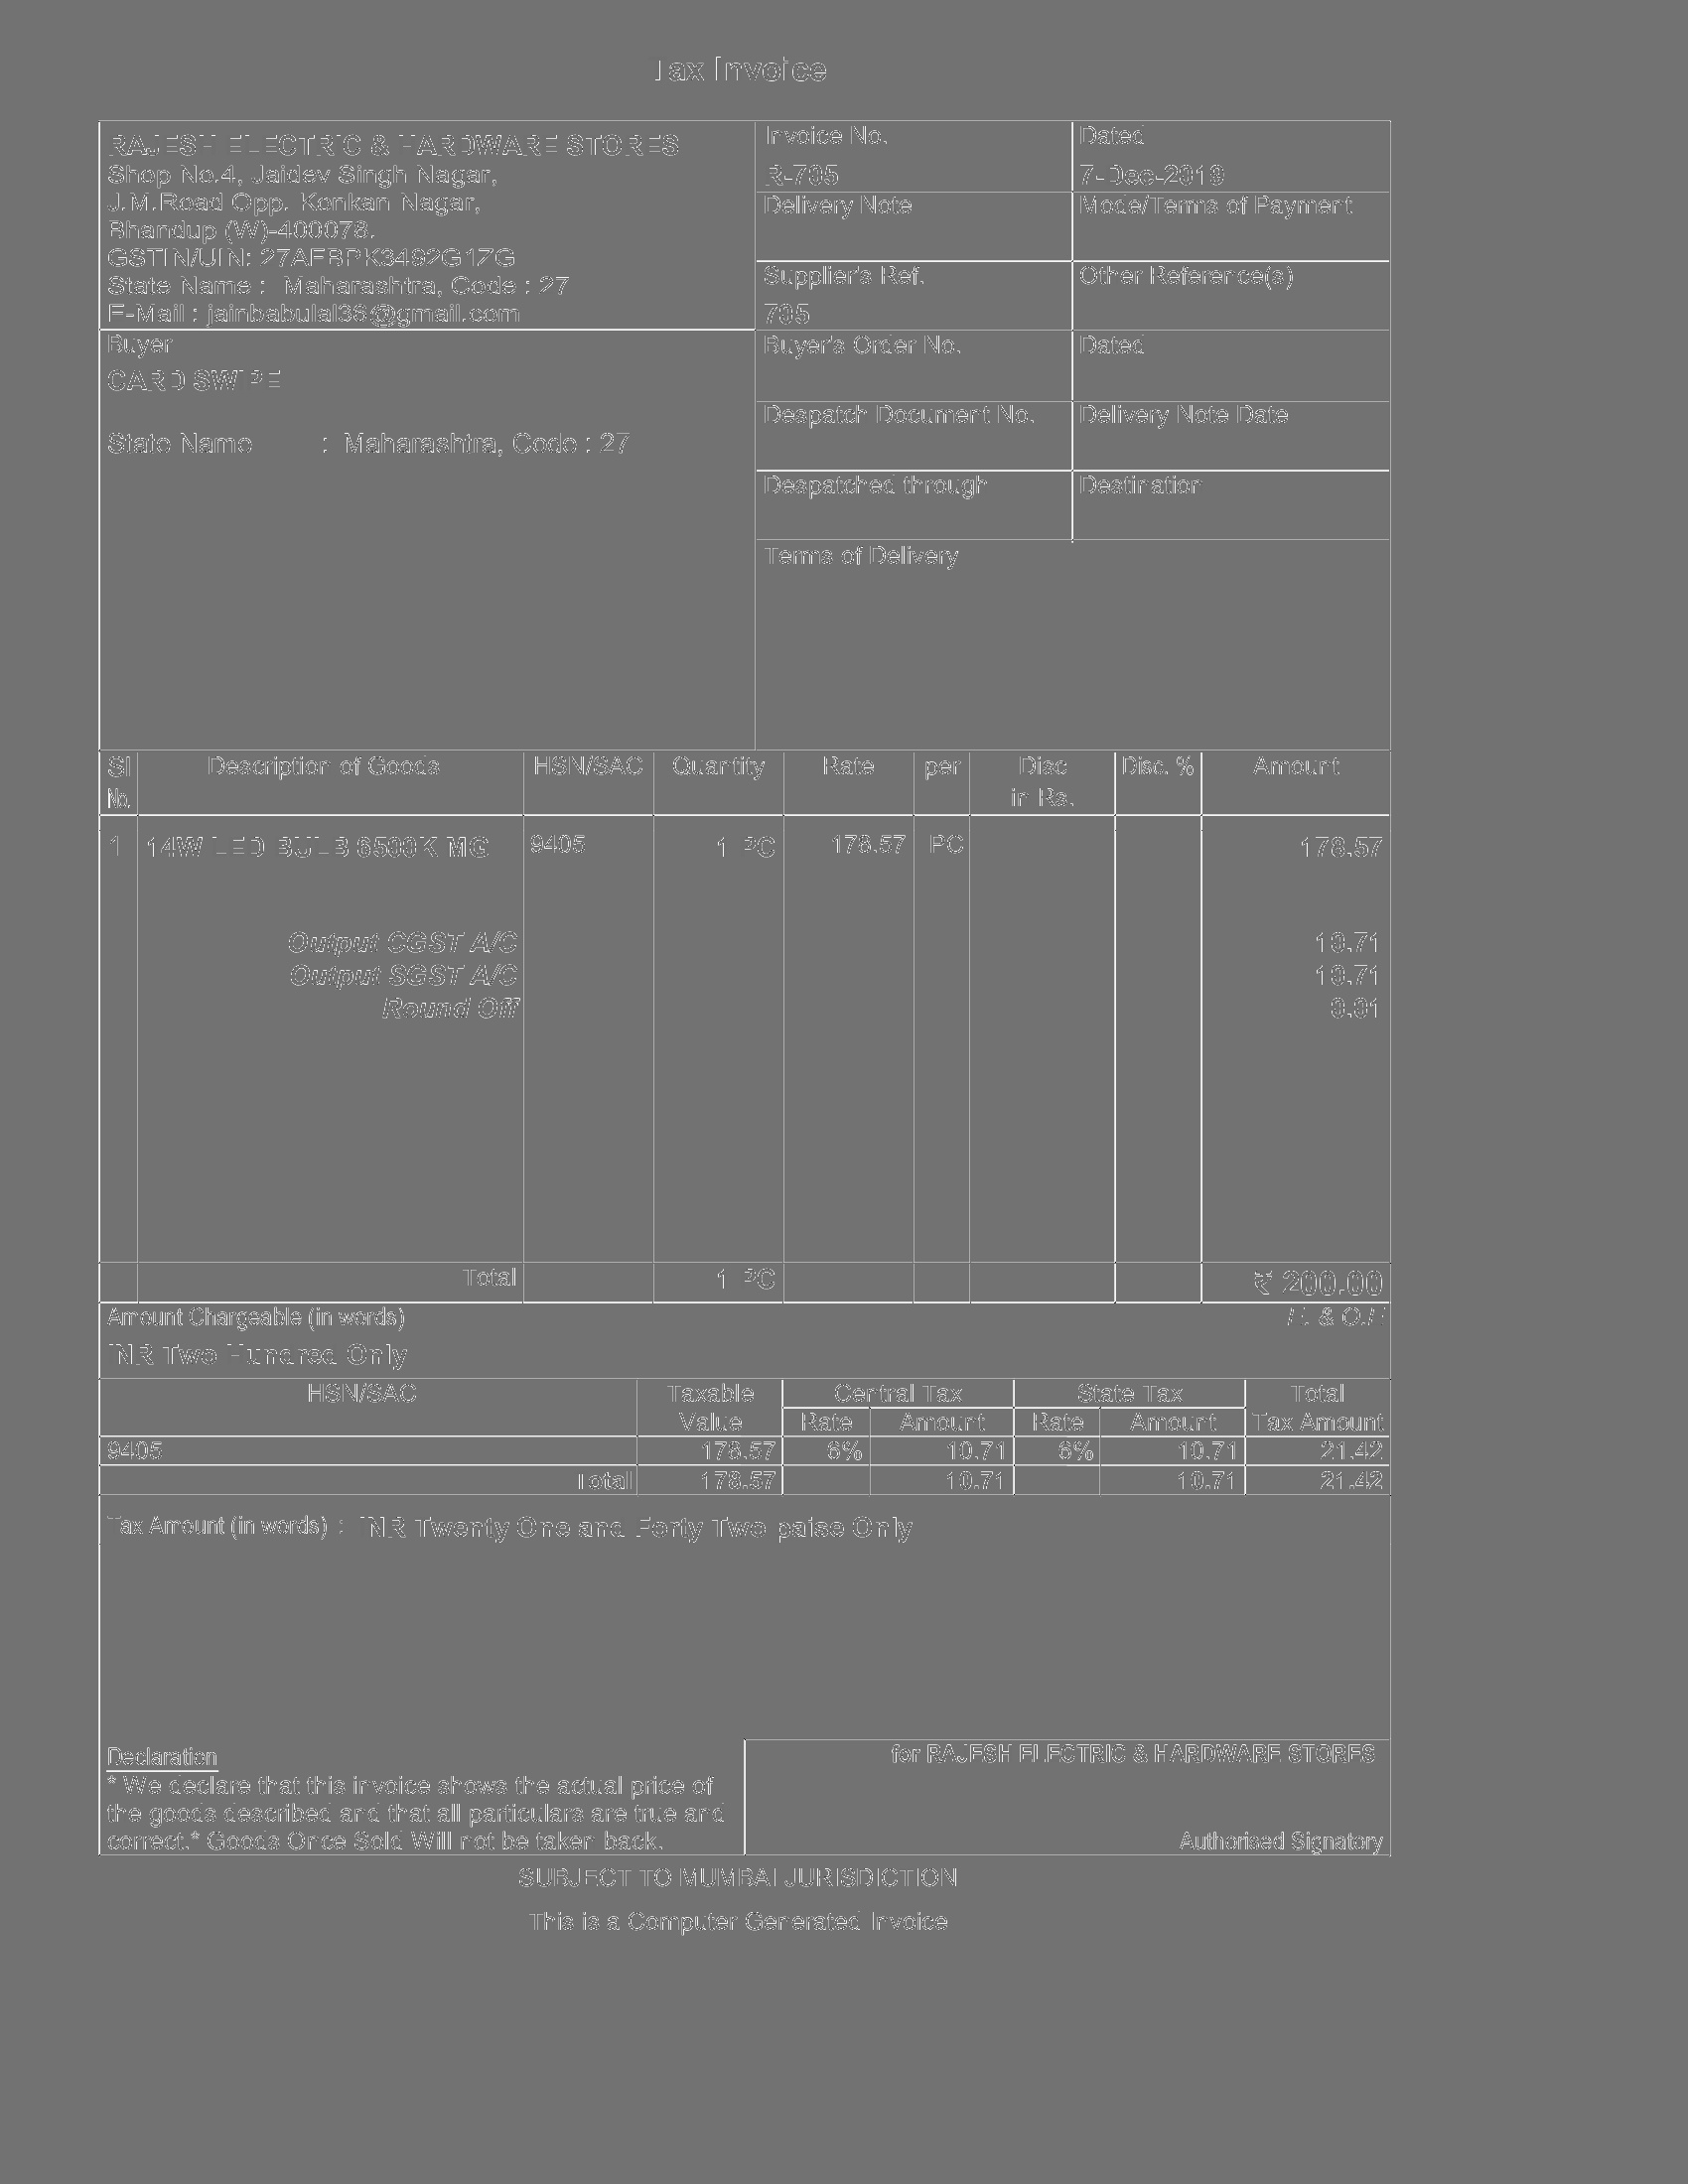 Tax Invoice
RAJESH ELECTRIC & HARDWARE STORES
Shop No.4, Jaidev Singh Nagar,
J.M.Road Opp. Konkan Nagar,
Bhandup (W)-400078.
GSTIN/UIN:
State Name : Maharashtra, Code : 27
E-Mail :
Invoice No.
R-705
Dated
7-Dec-2019
Delivery Note
Mode/Terms of Payment
Supplier's Ref.
705
Other Reference(s)
Buyer
CARD SWIPE
State Name : Maharashtra, Code : 27
Buyer's Order No.
Dated
Despatch Document No.
Delivery Note Date
Despatched through
Destination
Terms of Delivery
Sl No. Description of Goods HSN/SAC Quantity Rate per Disc in Rs. Disc. % Amount
1 14W LED BULB 6500K MG 9405 1 PC 178.57 PC 178.57
Output CGST A/C 10.71
Output SGST A/C 10.71
Round Off 0.01
Total 1 PC ₹ 200.00
Amount Chargeable (in words) E. & O.E
INR Two Hundred Only
HSN/SAC Taxable Value Central Tax State Tax Total Tax Amount
Rate Amount Rate Amount
9405 178.57 6% 10.71 6% 10.71 21.42
Total 178.57 10.71 10.71 21.42
Tax Amount (in words) : INR Twenty One and Forty Two paise Only
Declaration
* We declare that this invoice shows the actual price of
the goods described and that all particulars are true and
correct.* Goods Once Sold Will not be taken back.
for RAJESH ELECTRIC & HARDWARE STORES
Authorised Signatory
SUBJECT TO MUMBAI JURISDICTION
This is a Computer Generated Invoice